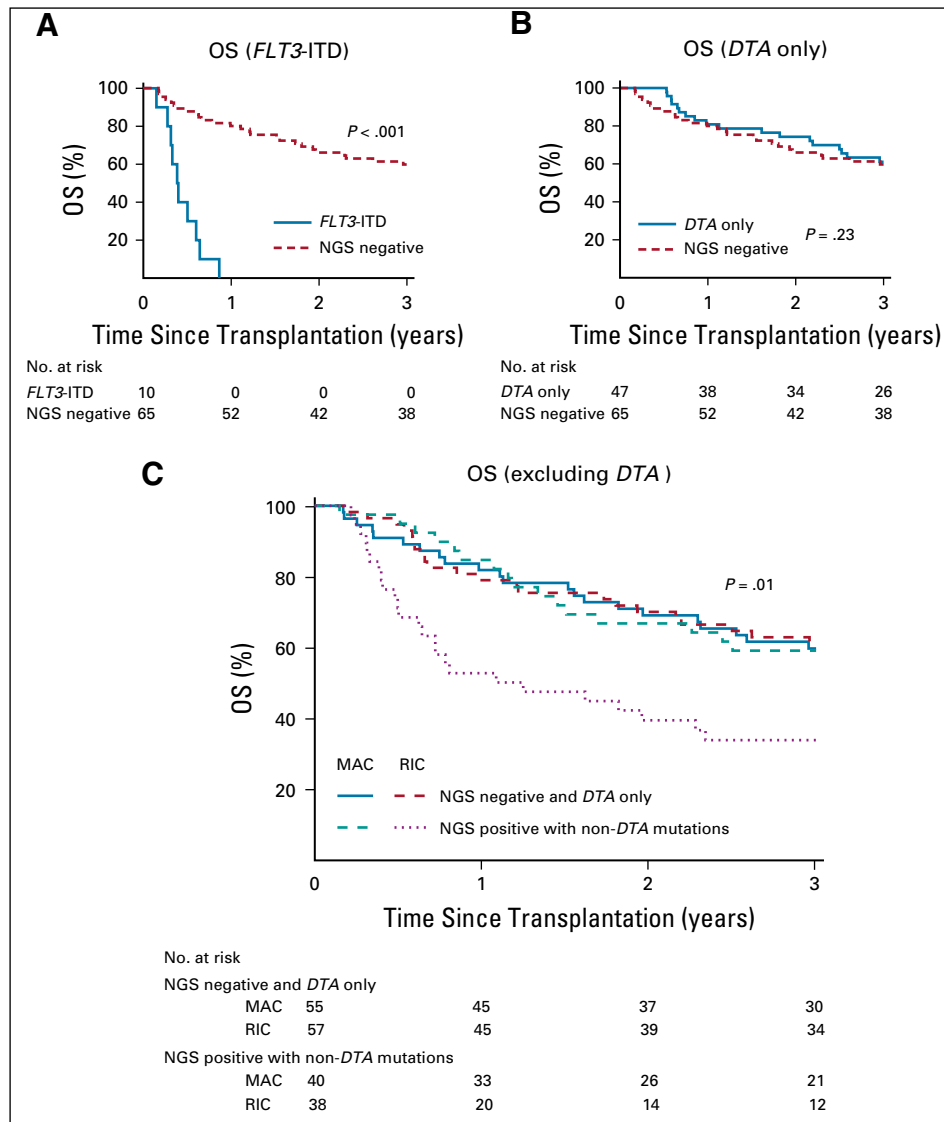 A
OS (FLT3-ITD)
100
80
60
40
20
OS (%)
P < .001
FLT3-ITD
NGS negative
0 1 2 3
Time Since Transplantation (years)
No. at risk
FLT3-ITD 10 0 0 0
NGS negative 65 52 42 38
B
OS (DTA only)
100
80
60
40
20
OS (%)
DTA only
NGS negative
P = .23
0 1 2 3
Time Since Transplantation (years)
No. at risk
DTA only 47 38 34 26
NGS negative 65 52 42 38
C
OS (excluding DTA )
100
80
60
40
20
OS (%)
P = .01
MAC RIC
NGS negative and DTA only
NGS positive with non-DTA mutations
0 1 2 3
Time Since Transplantation (years)
No. at risk
NGS negative and DTA only
MAC 55 45 37 30
RIC 57 45 39 34
NGS positive with non-DTA mutations
MAC 40 33 26 21
RIC 38 20 14 12